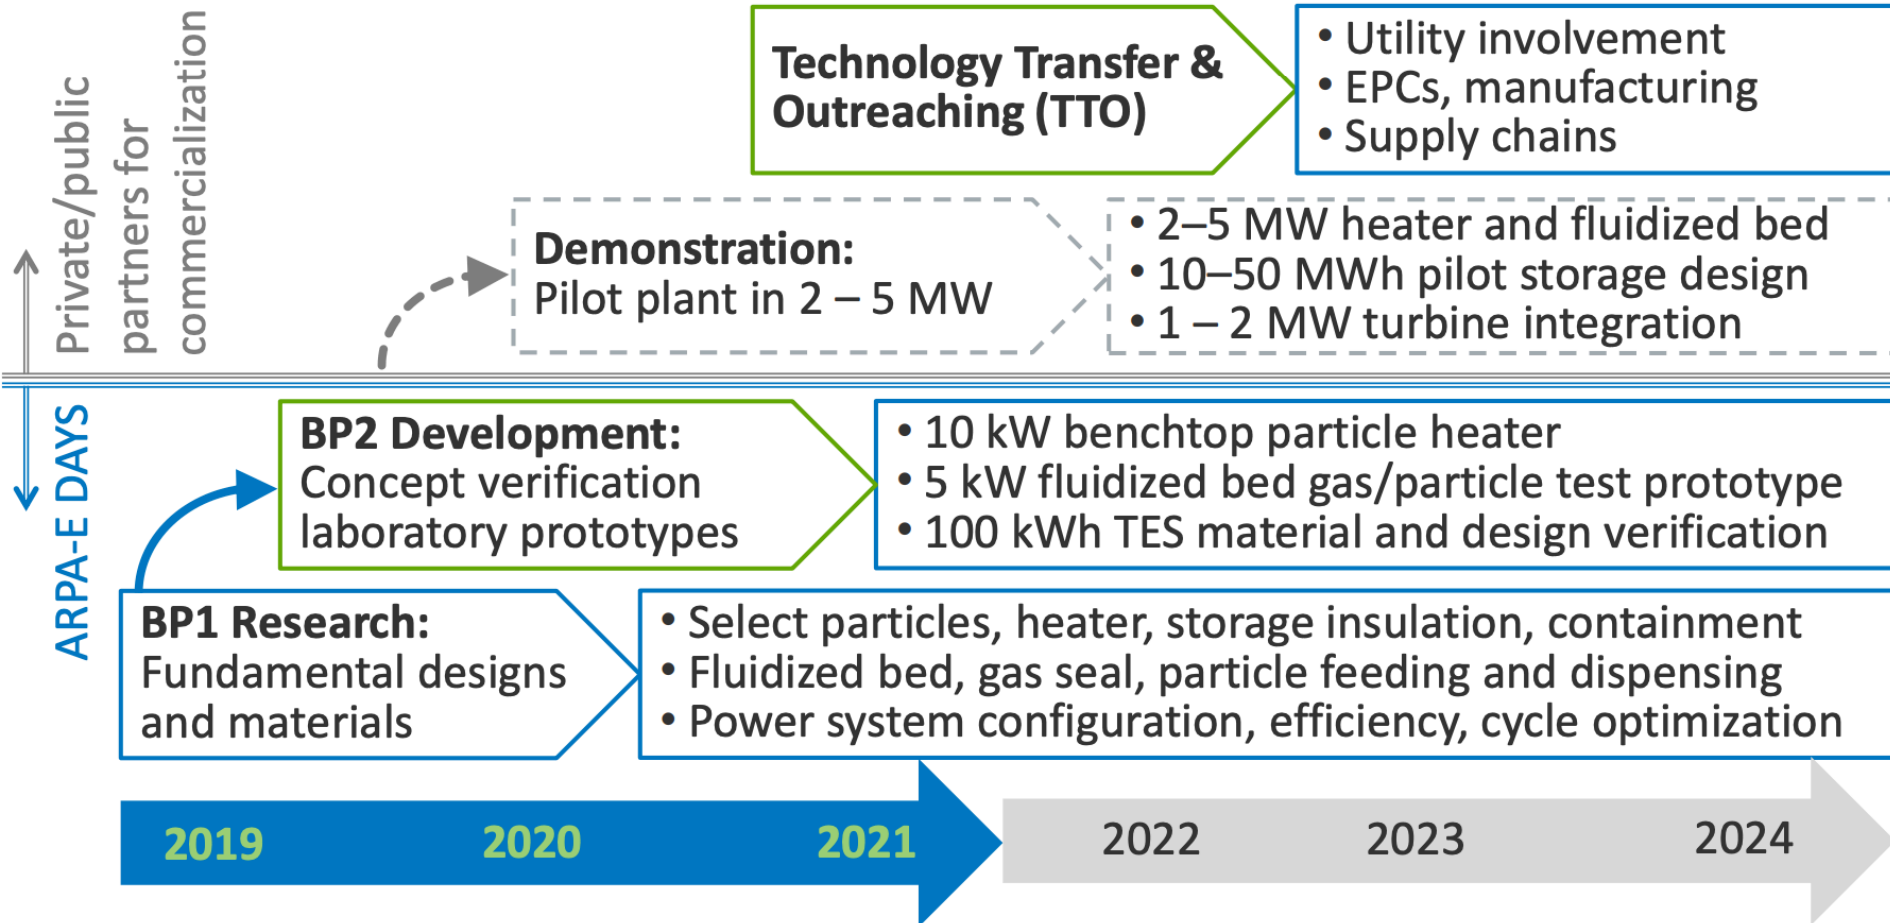 Private/public
partners for
commercialization
Technology Transfer &
Outreaching (TTO)
• Utility involvement
• EPCs, manufacturing
• Supply chains
Demonstration:
Pilot plant in 2 – 5 MW
• 2–5 MW heater and fluidized bed
• 10–50 MWh pilot storage design
• 1 – 2 MW turbine integration
ARPA-E DAYS
BP2 Development:
Concept verification
laboratory prototypes
• 10 kW benchtop particle heater
• 5 kW fluidized bed gas/particle test prototype
• 100 kWh TES material and design verification
BP1 Research:
Fundamental designs
and materials
• Select particles, heater, storage insulation, containment
• Fluidized bed, gas seal, particle feeding and dispensing
• Power system configuration, efficiency, cycle optimization
2019 2020 2021 2022 2023 2024